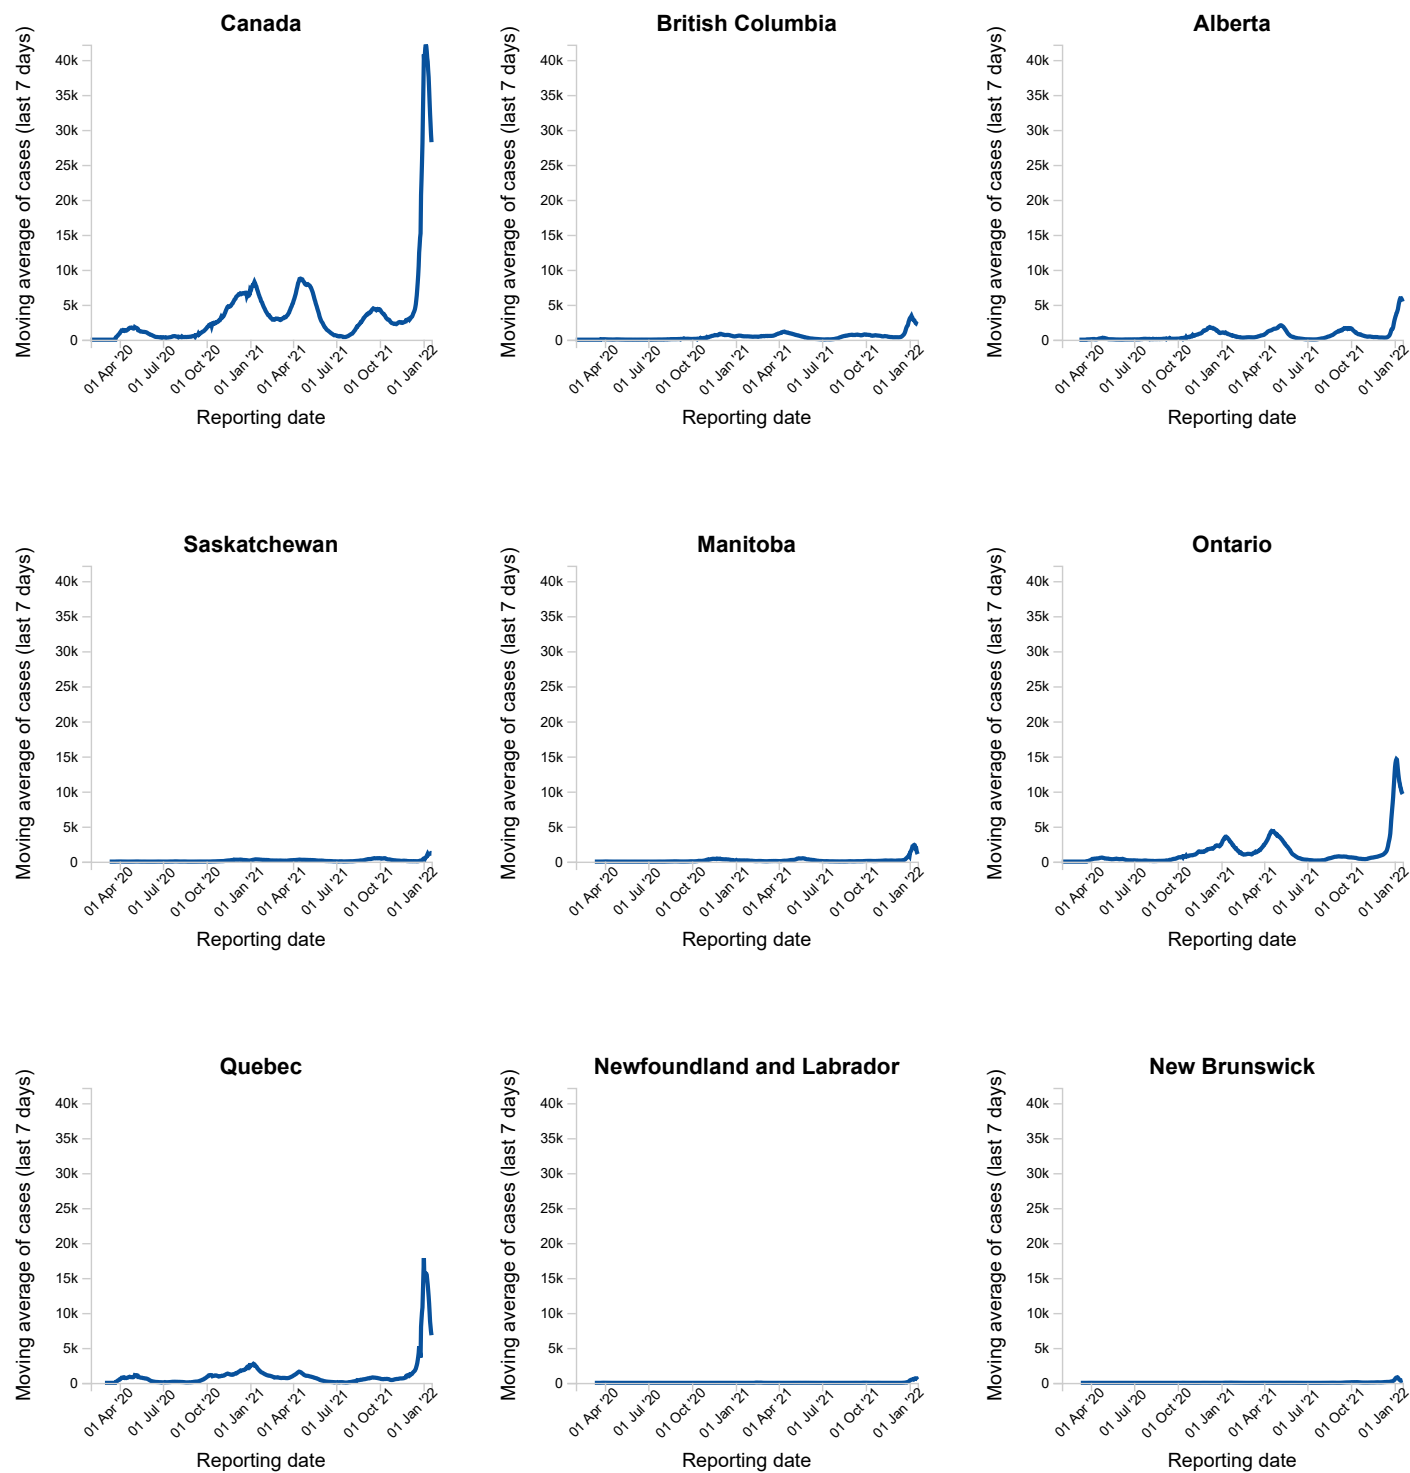 Canada
Moving average of cases (last 7 days)
40k
35k
30k
25k
20k
15k
10k
5k
0
01 Apr '20
01 Jul '20
01 Oct '20
01 Jan '21
01 Apr '21
01 Jul '21
01 Oct '21
01 Jan '22
Reporting date
British Columbia
Moving average of cases (last 7 days)
40k
35k
30k
25k
20k
15k
10k
5k
0
01 Apr '20
01 Jul '20
01 Oct '20
01 Jan '21
01 Apr '21
01 Jul '21
01 Oct '21
01 Jan '22
Reporting date
Alberta
Moving average of cases (last 7 days)
40k
35k
30k
25k
20k
15k
10k
5k
0
01 Apr '20
01 Jul '20
01 Oct '20
01 Jan '21
01 Apr '21
01 Jul '21
01 Oct '21
01 Jan '22
Reporting date
Saskatchewan
Moving average of cases (last 7 days)
40k
35k
30k
25k
20k
15k
10k
5k
0
01 Apr '20
01 Jul '20
01 Oct '20
01 Jan '21
01 Apr '21
01 Jul '21
01 Oct '21
01 Jan '22
Reporting date
Manitoba
Moving average of cases (last 7 days)
40k
35k
30k
25k
20k
15k
10k
5k
0
01 Apr '20
01 Jul '20
01 Oct '20
01 Jan '21
01 Apr '21
01 Jul '21
01 Oct '21
01 Jan '22
Reporting date
Ontario
Moving average of cases (last 7 days)
40k
35k
30k
25k
20k
15k
10k
5k
0
01 Apr '20
01 Jul '20
01 Oct '20
01 Jan '21
01 Apr '21
01 Jul '21
01 Oct '21
01 Jan '22
Reporting date
Quebec
Moving average of cases (last 7 days)
40k
35k
30k
25k
20k
15k
10k
5k
0
01 Apr '20
01 Jul '20
01 Oct '20
01 Jan '21
01 Apr '21
01 Jul '21
01 Oct '21
01 Jan '22
Reporting date
Newfoundland and Labrador
Moving average of cases (last 7 days)
40k
35k
30k
25k
20k
15k
10k
5k
0
01 Apr '20
01 Jul '20
01 Oct '20
01 Jan '21
01 Apr '21
01 Jul '21
01 Oct '21
01 Jan '22
Reporting date
New Brunswick
Moving average of cases (last 7 days)
40k
35k
30k
25k
20k
15k
10k
5k
0
01 Apr '20
01 Jul '20
01 Oct '20
01 Jan '21
01 Apr '21
01 Jul '21
01 Oct '21
01 Jan '22
Reporting date